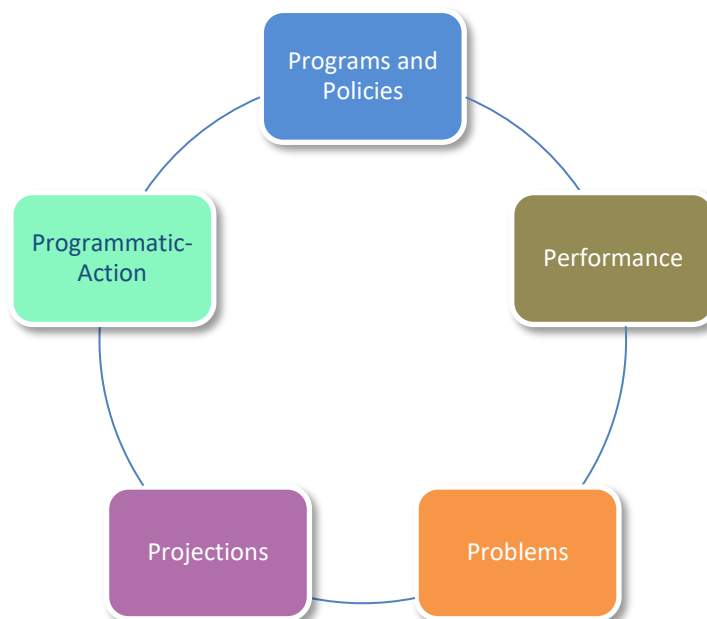 Programs and
Policies
Programmatic-
Action
Performance
Projections
Problems